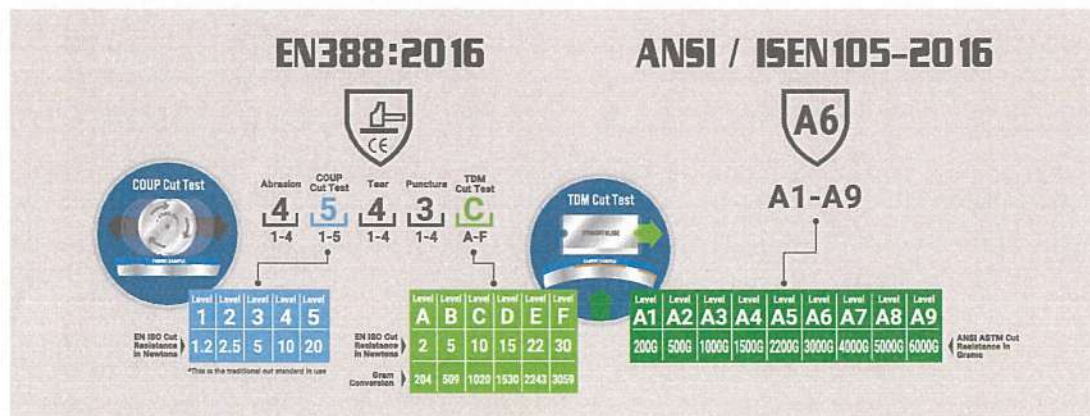 EN388:2016
ANSI / ISEN105-2016
CE
A6
COUP Cut Test
Abrasion COUP Cut Test Tear Puncture TDM Cut Test
4 5 4 3 C
1-4 1-5 1-4 1-4 A-F
TDM Cut Test
A1-A9
Level Level Level Level Level
1 2 3 4 5
EN ISO Cut Resistance in Newtons
1.2 2.5 5 10 20
*This is the traditional cut standard in use
Level Level Level Level Level Level
A B C D E F
EN ISO Cut Resistance in Newtons
2 5 10 15 22 30
Gram Conversion
204 509 1020 1530 2243 3059
Level Level Level Level Level Level Level Level Level
A1 A2 A3 A4 A5 A6 A7 A8 A9
200G 500G 1000G 1500G 2200G 3000G 4000G 5000G 6000G
ANSI ASTM Cut Resistance in Grams